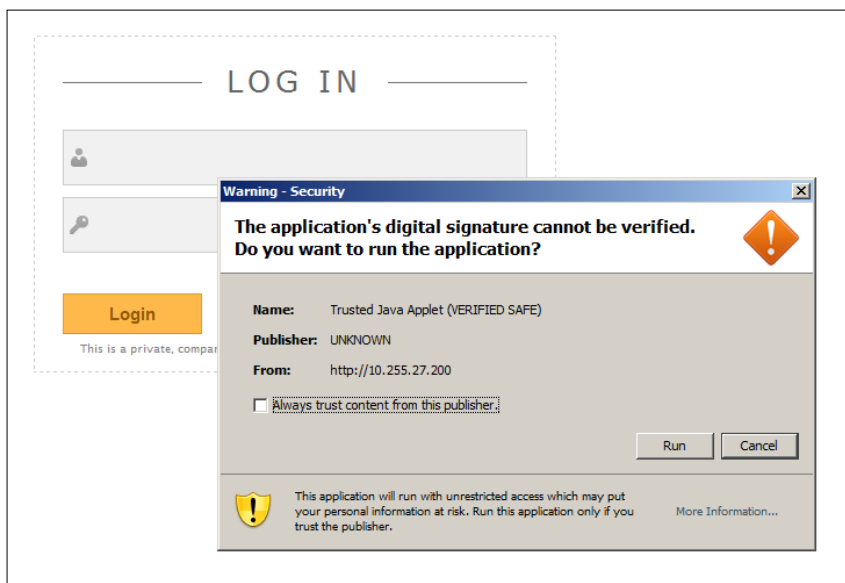 LOG IN
Login
This is a private,
Warning - Security
The application's digital signature cannot be verified.
Do you want to run the application?
Name: Trusted Java Applet (VERIFIED SAFE)
Publisher: UNKNOWN
From: http://10.255.27.200
Always trust content from this publisher.
Run Cancel
This application will run with unrestricted access which may put
your personal information at risk. Run this application only if you
trust the publisher.
More Information...